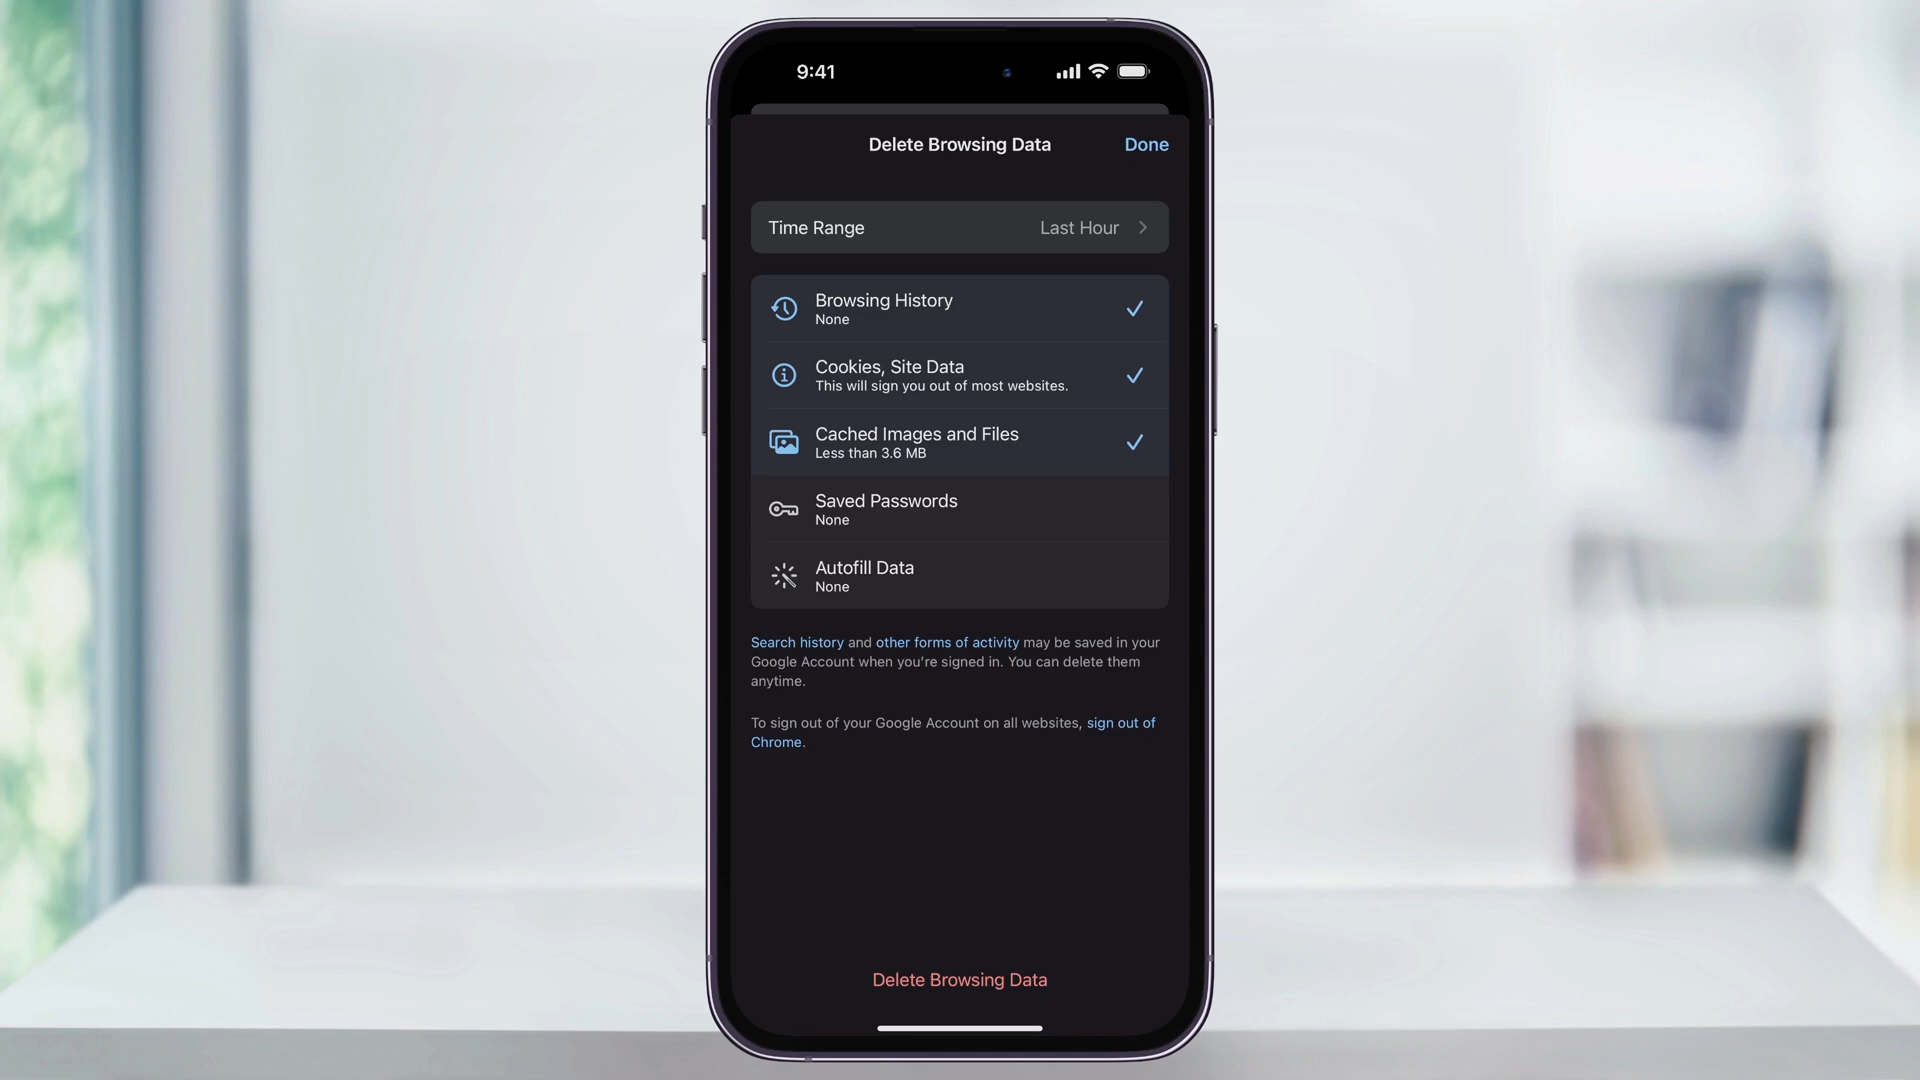 9:41
Delete Browsing Data
Done
Time Range
Last Hour
Browsing History
None
Cookies, Site Data
This will sign you out of most websites.
Cached Images and Files
Less than 3.6 MB
Saved Passwords
None
Autofill Data
None
Search history and other forms of activity may be saved in your
Google Account when you’re signed in. You can delete them
anytime.
To sign out of your Google Account on all websites, sign out of
Chrome.
Delete Browsing Data